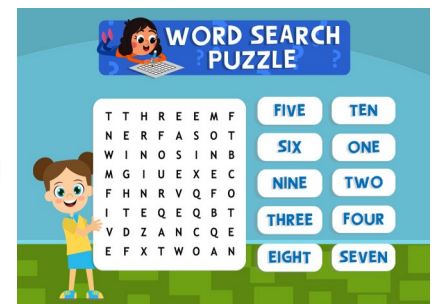 WORD SEARCH
PUZZLE
T T H R E E M F
N E R F A S O T
W I N O S I N B
M G I U E X E C
F H N R V Q F O
I T E Q E Q B T
V D Z A N C Q E
E F X T W O A N
FIVE TEN
SIX ONE
NINE TWO
THREE FOUR
EIGHT SEVEN